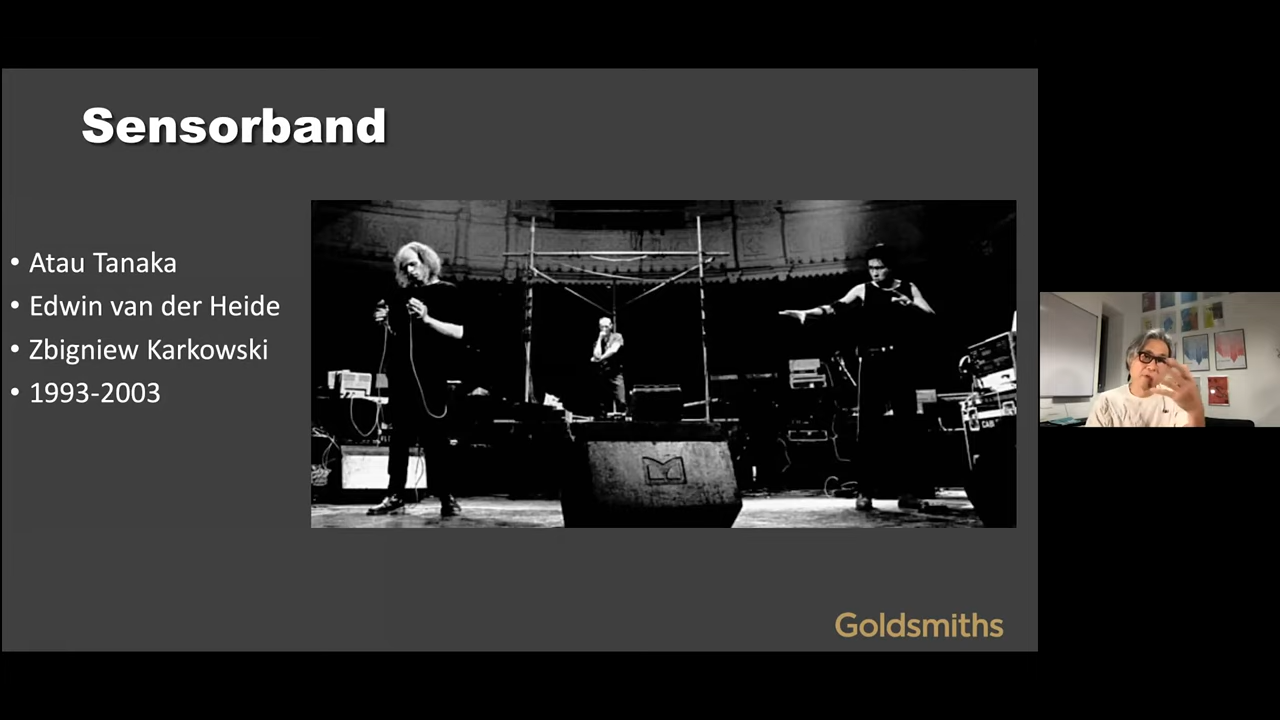 Sensorband
• Atau Tanaka
• Edwin van der Heide
• Zbigniew Karkowski
• 1993-2003
Goldsmiths